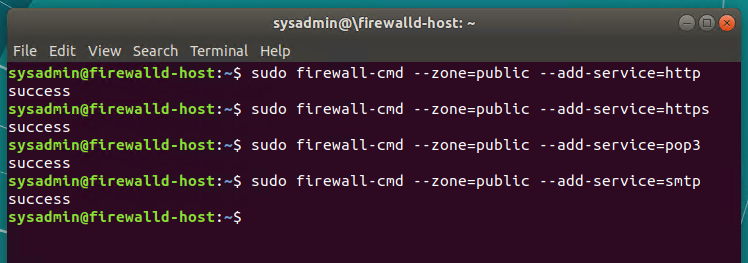 sysadmin@\firewalld-host: ~
File Edit View Search Terminal Help
sysadmin@firewalld-host:~$ sudo firewall-cmd --zone=public --add-service=http
success
sysadmin@firewalld-host:~$ sudo firewall-cmd --zone=public --add-service=https
success
sysadmin@firewalld-host:~$ sudo firewall-cmd --zone=public --add-service=pop3
success
sysadmin@firewalld-host:~$ sudo firewall-cmd --zone=public --add-service=smtp
success
sysadmin@firewalld-host:~$